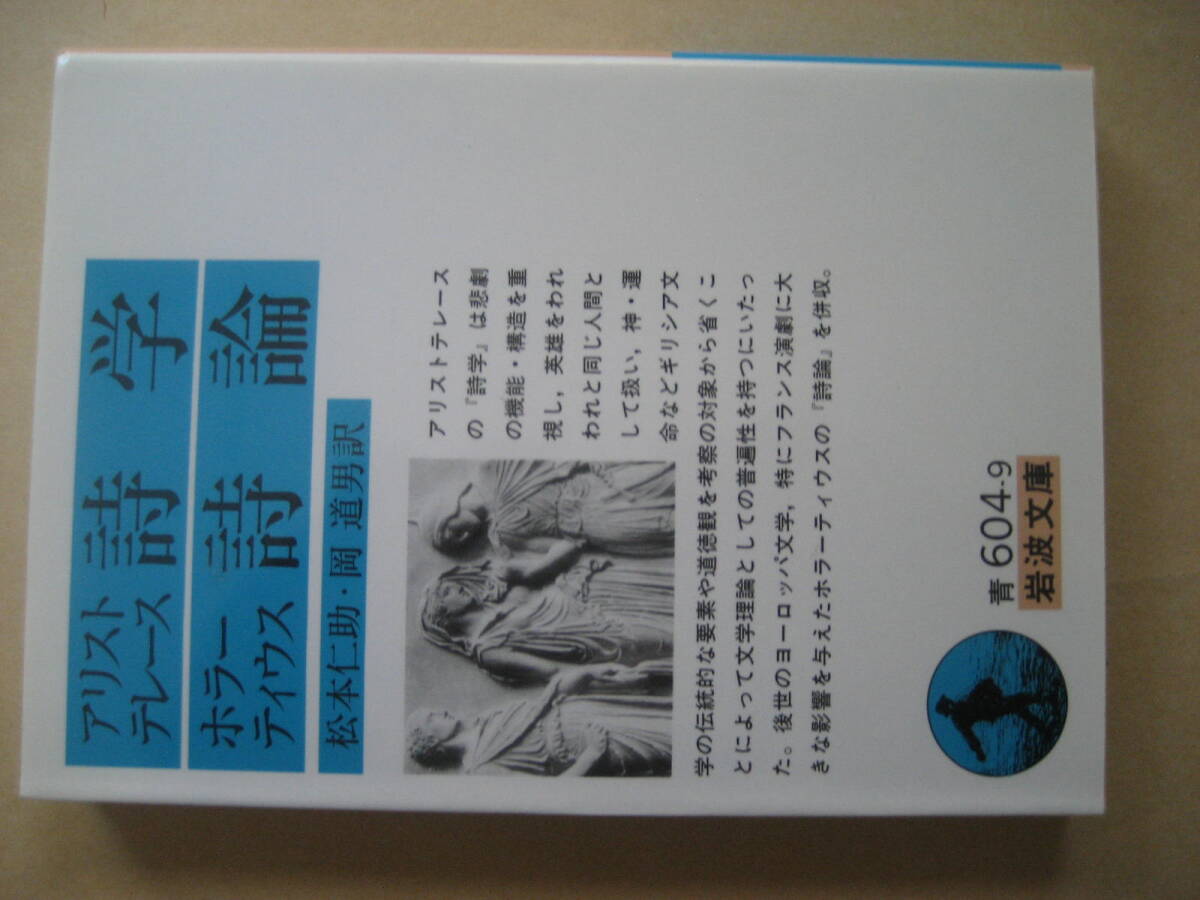 アリスト
テレース
詩学
ホラー
ティウス
詩論
松本仁助・岡 道男訳
アリストテレース
の『詩学』は悲劇
の機能・構造を重
視し，英雄をわれ
われと同じ人間と
して扱い，神・運
命などギリシア文
学の伝統的な要素や道徳観を考察の対象から省くこ
とによって文学理論としての普遍性を持つにいたっ
た。後世のヨーロッパ文学，特にフランス演劇に大
きな影響を与えたホラーティウスの『詩論』を併収。
青604-9
岩波文庫